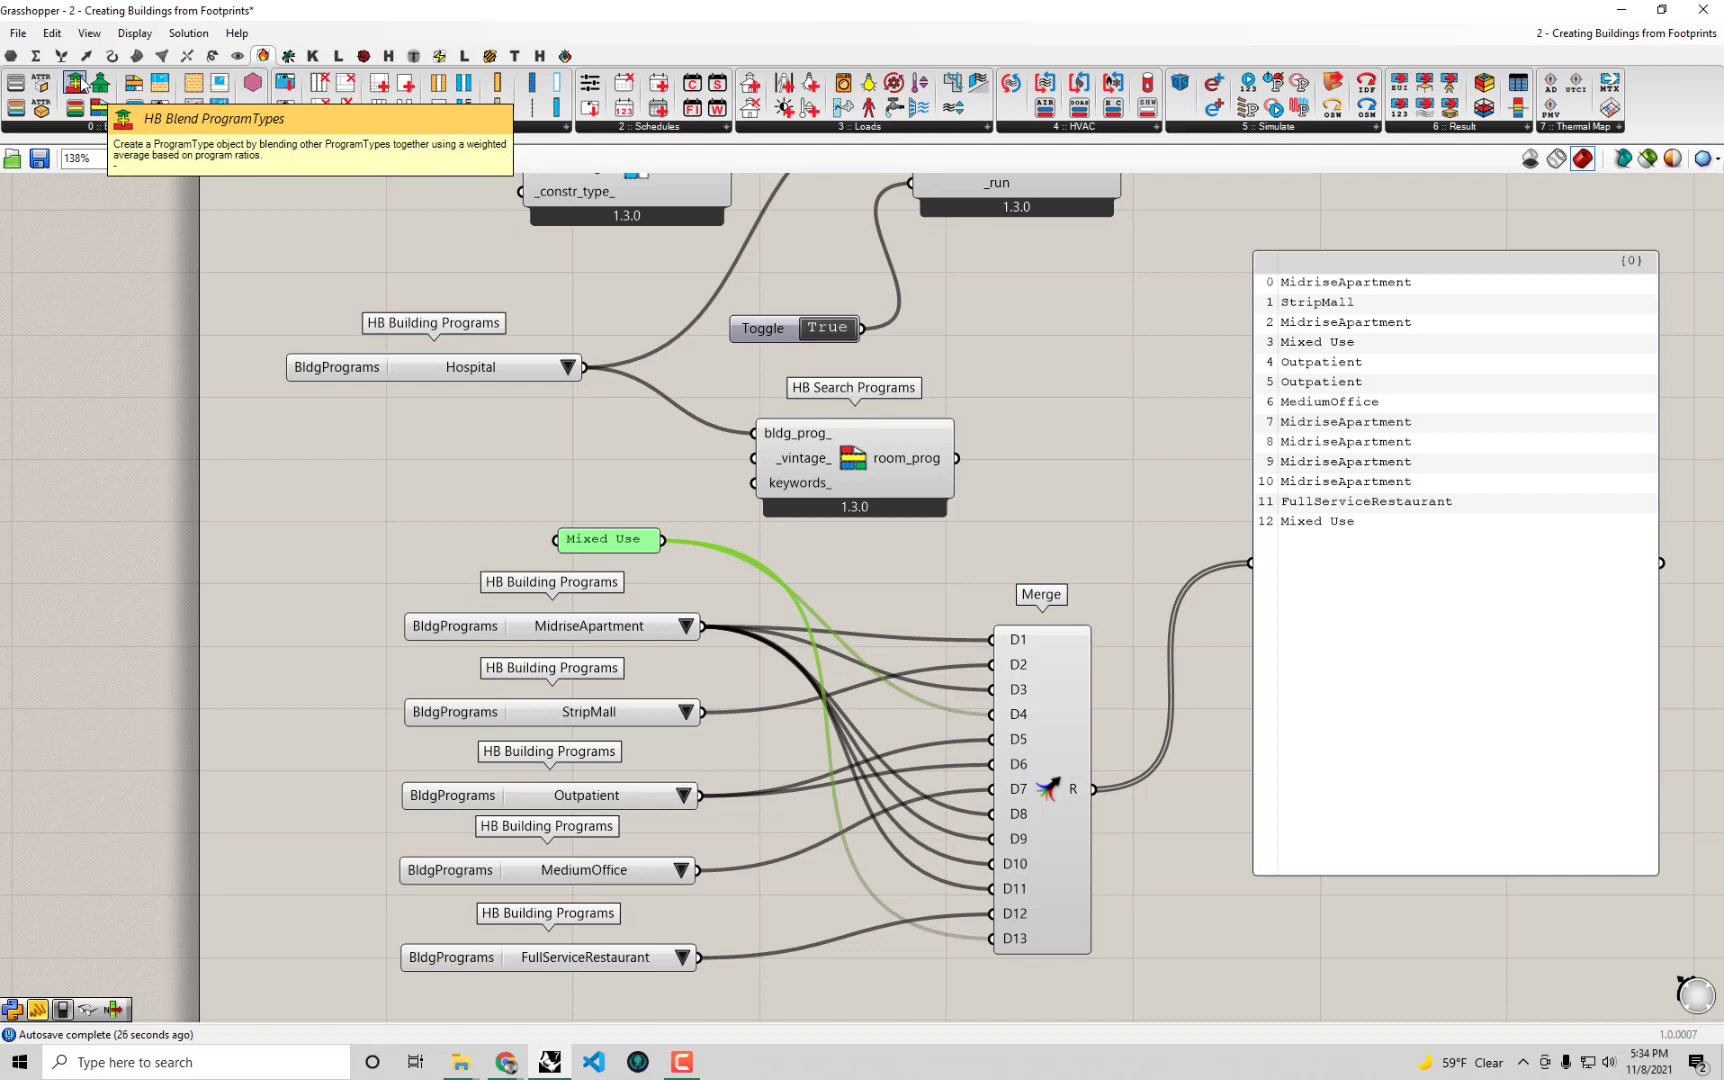 Grasshopper - 2 - Creating Buildings from Footprints*
File Edit View Display Solution Help
2 - Creating Buildings from Footprints*
2 :: Schedules
3 :: Loads
4 :: HVAC
5 :: Simulate
6 :: Result
7 :: Thermal Map
HB Blend ProgramTypes
Create a ProgramType object by blending other ProgramTypes together using a weighted
average based on program ratios.
-
138%
_constr_type_
1.3.0
_run
1.3.0
HB Building Programs
BldgPrograms Hospital
Toggle True
HB Search Programs
bldg_prog_
_vintage_
keywords_
room_prog
1.3.0
Mixed Use
HB Building Programs
BldgPrograms MidriseApartment
HB Building Programs
BldgPrograms StripMall
HB Building Programs
BldgPrograms Outpatient
HB Building Programs
BldgPrograms MediumOffice
HB Building Programs
BldgPrograms FullServiceRestaurant
Merge
D1
D2
D3
D4
D5
D6
D7 R
D8
D9
D10
D11
D12
D13
{0}
0 MidriseApartment
1 StripMall
2 MidriseApartment
3 Mixed Use
4 Outpatient
5 Outpatient
6 MediumOffice
7 MidriseApartment
8 MidriseApartment
9 MidriseApartment
10 MidriseApartment
11 FullServiceRestaurant
12 Mixed Use
Autosave complete (26 seconds ago)
1.0.0007
Type here to search
59°F Clear
5:34 PM
11/8/2021
2